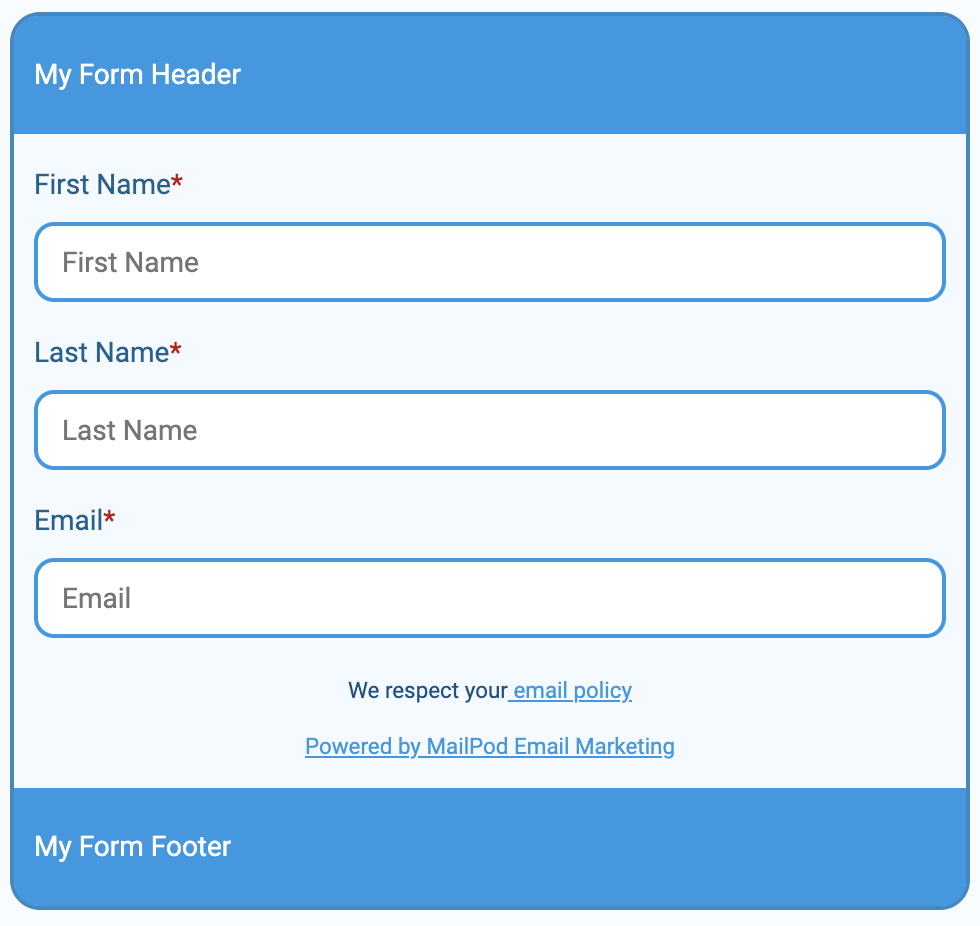 My Form Header
First Name*
First Name
Last Name*
Last Name
Email*
Email
We respect your email policy
Powered by MailPod Email Marketing
My Form Footer